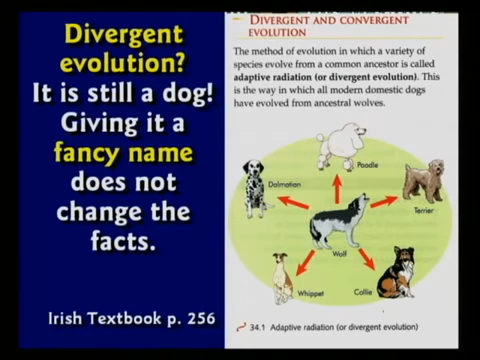 Divergent
evolution?
It is still a dog!
Giving it a
fancy name
does not
change the
facts.
Irish Textbook p. 256
DIVERGENT AND CONVERGENT
EVOLUTION
The method of evolution in which a variety of
species evolve from a common ancestor is called
adaptive radiation (or divergent evolution). This
is the way in which all modern domestic dogs
have evolved from ancestral wolves.
Poodle
Dalmatian
Terrier
Wolf
Whippet
Collie
34.1 Adaptive radiation (or divergent evolution)